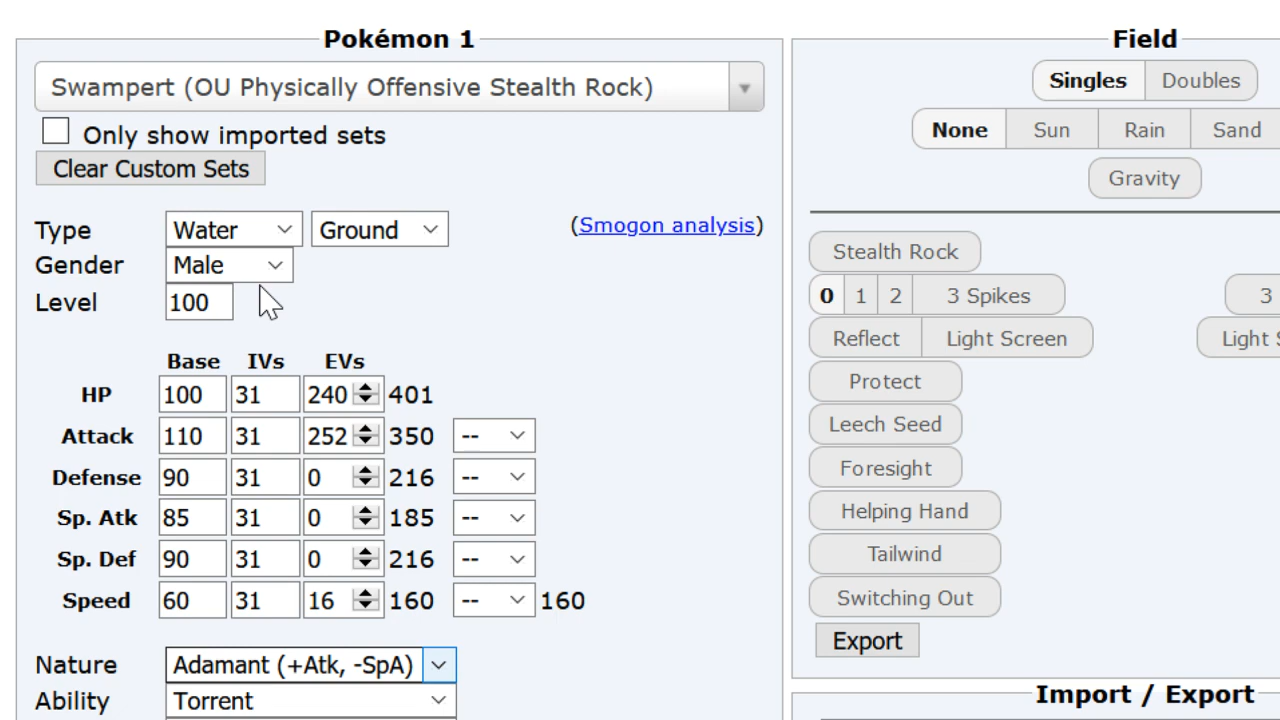 Pokémon 1
Swampert (OU Physically Offensive Stealth Rock)
Only show imported sets
Clear Custom Sets
Type Water Ground (Smogon analysis)
Gender Male
Level 100
Base IVs EVs
HP 100 31 240 401
Attack 110 31 252 350 --
Defense 90 31 0 216 --
Sp. Atk 85 31 0 185 --
Sp. Def 90 31 0 216 --
Speed 60 31 16 160 -- 160
Nature Adamant (+Atk, -SpA)
Ability Torrent
Field
Singles Doubles
None Sun Rain Sand
Gravity
Stealth Rock
0 1 2 3 Spikes 3
Reflect Light Screen Light
Protect
Leech Seed
Foresight
Helping Hand
Tailwind
Switching Out
Export
Import / Export